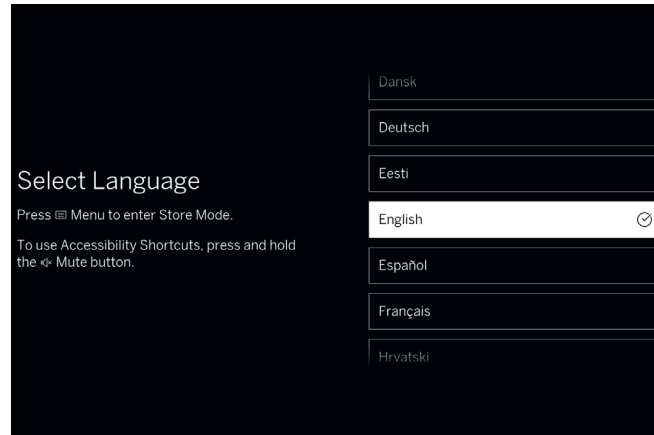 Select Language
Press Menu to enter Store Mode.
To use Accessibility Shortcuts, press and hold
the Mute button.
Dansk
Deutsch
Eesti
English
Español
Français
Hrvatski